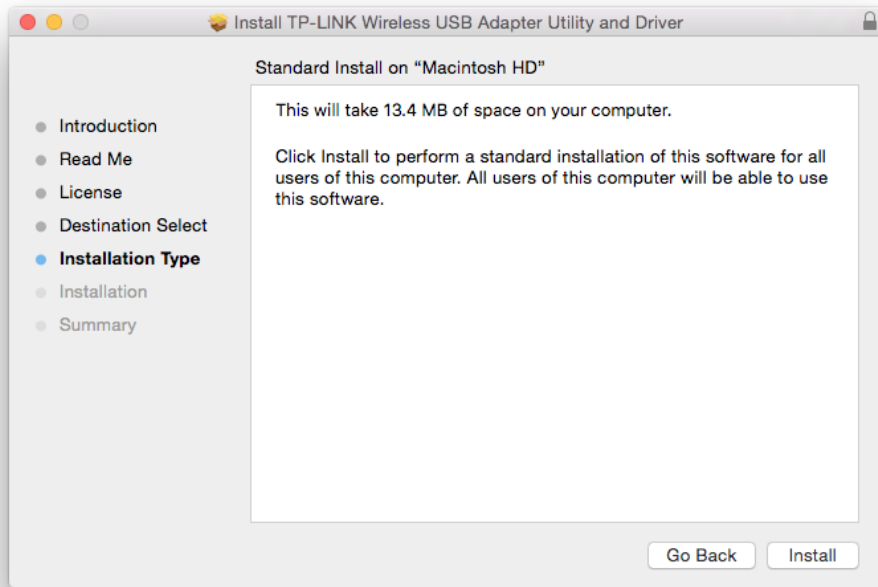 Install TP-LINK Wireless USB Adapter Utility and Driver
Standard Install on “Macintosh HD”
Introduction
Read Me
License
Destination Select
Installation Type
Installation
Summary
This will take 13.4 MB of space on your computer.
Click Install to perform a standard installation of this software for all
users of this computer. All users of this computer will be able to use
this software.
Go Back
Install